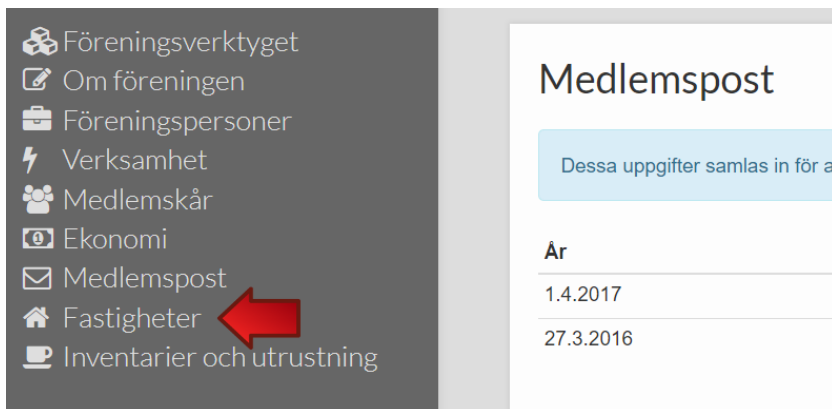 Föreningsverktyget
Om föreningen
Föreningspersoner
Verksamhet
Medlemskår
Ekonomi
Medlemspost
Fastigheter
Inventarier och utrustning
Medlemspost
Dessa uppgifter samlas in för
År
1.4.2017
27.3.2016